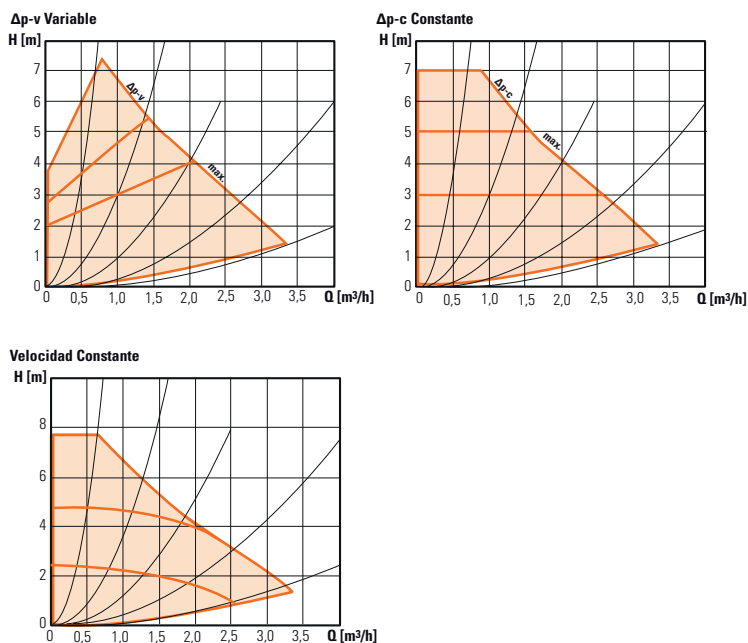 Δp-v Variable
H [m]
7
6
5
4
3
2
1
0
Δp-v
max.
0 0,5 1,0 1,5 2,0 2,5 3,0 3,5 Q [m³/h]
Δp-c Constante
H [m]
7
6
5
4
3
2
1
0
Δp-c
max.
0 0,5 1,0 1,5 2,0 2,5 3,0 3,5 Q [m³/h]
Velocidad Constante
H [m]
8
6
4
2
0
0 0,5 1,0 1,5 2,0 2,5 3,0 3,5 Q [m³/h]